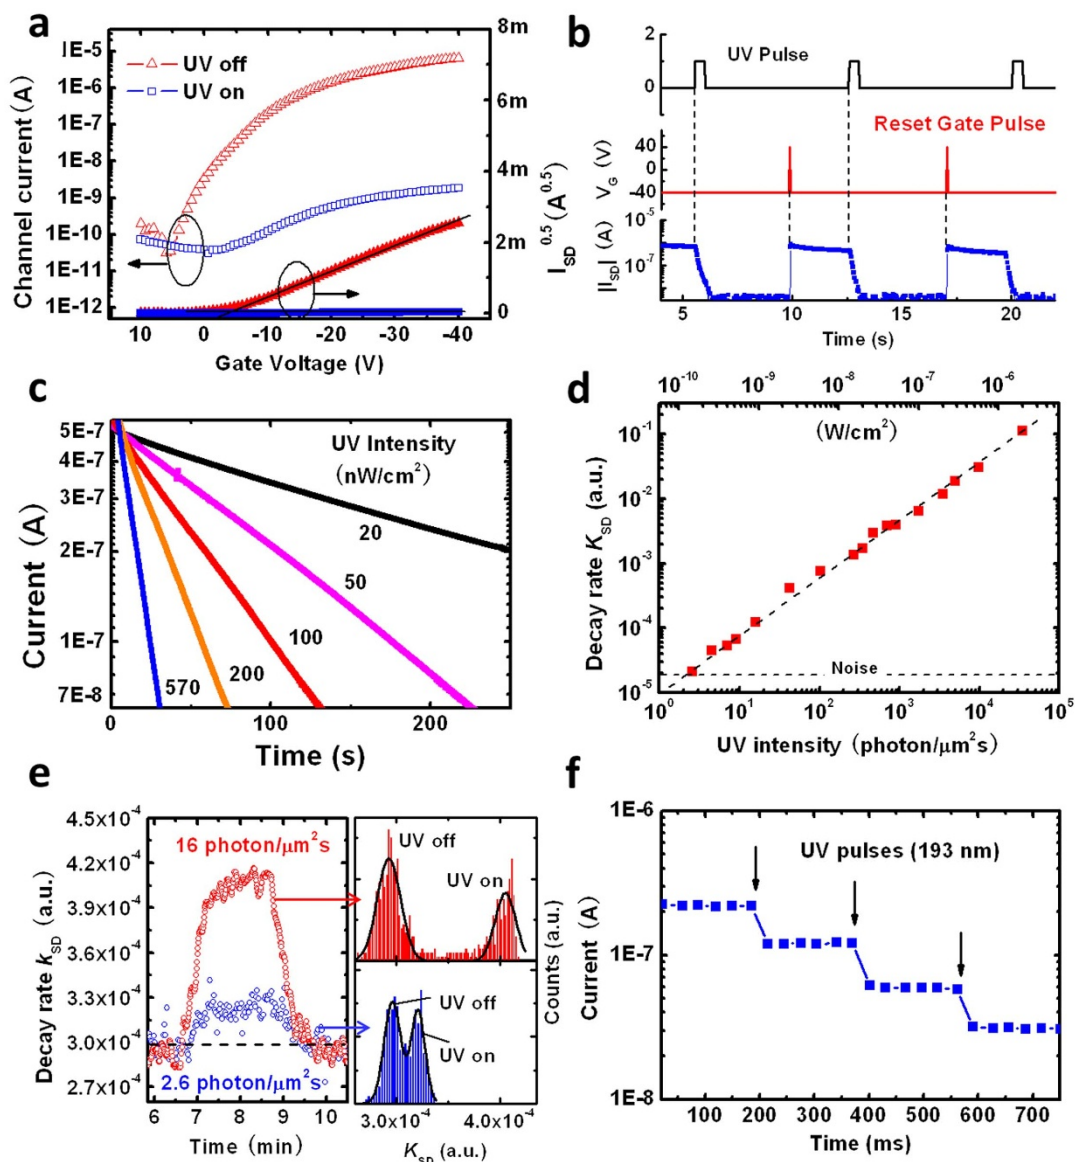 a
Channel current (A)
1E-5
1E-6
1E-7
1E-8
1E-9
1E-10
1E-11
1E-12
UV off
UV on
8m
6m
4m
2m
0
I_SD^0.5 (A^0.5)
10 0 -10 -20 -30 -40
Gate Voltage (V)
b
2
0
UV Pulse
Reset Gate Pulse
V_G (V)
40
0
-40
|I_SD| (A)
10^-5
10^-7
5 10 15 20
Time (s)
c
Current (A)
5E-7
4E-7
3E-7
2E-7
1E-7
7E-8
UV Intensity
(nW/cm²)
20
50
100
200
570
0 100 200
Time (s)
d
10^-10 10^-9 10^-8 10^-7 10^-6
(W/cm²)
Decay rate K_SD (a.u.)
10^-1
10^-2
10^-3
10^-4
10^-5
Noise
10^0 10^1 10^2 10^3 10^4 10^5
UV intensity (photon/μm²s)
e
Decay rate k_SD (a.u.)
4.5x10^-4
4.2x10^-4
3.9x10^-4
3.6x10^-4
3.3x10^-4
3.0x10^-4
2.7x10^-4
16 photon/μm²s
2.6 photon/μm²s
6 7 8 9 10
Time (min)
UV off
UV on
UV off
UV on
Counts (a.u.)
3.0x10^-4 4.0x10^-4
K_SD (a.u.)
f
Current (A)
1E-6
1E-7
1E-8
UV pulses (193 nm)
100 200 300 400 500 600 700
Time (ms)